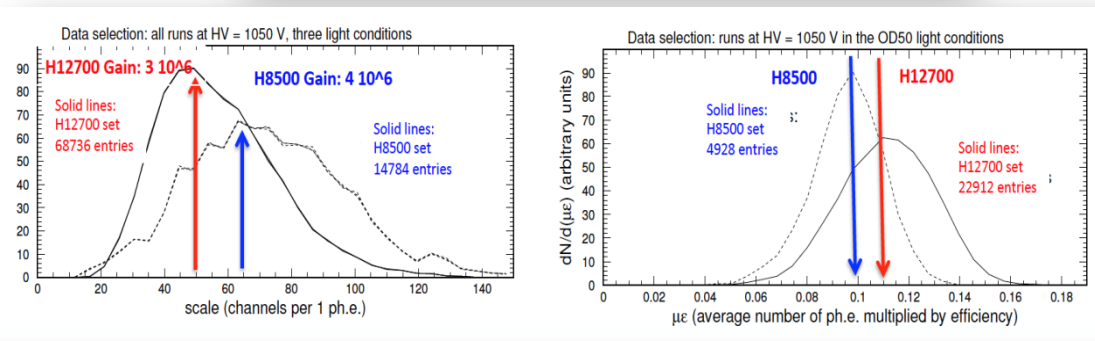 Data selection: all runs at HV = 1050 V, three light conditions
H12700 Gain: 3 10^6
H8500 Gain: 4 10^6
Solid lines:
H12700 set
68736 entries
Solid lines:
H8500 set
14784 entries
90
80
70
60
50
40
30
20
10
0
0 20 40 60 80 100 120 140
scale (channels per 1 ph.e.)
Data selection: runs at HV = 1050 V in the OD50 light conditions
H8500
H12700
Solid lines:
H8500 set
4928 entries
Solid lines:
H12700 set
22912 entries
dN/d(με) (arbitrary units)
90
80
70
60
50
40
30
20
10
0
0 0.02 0.04 0.06 0.08 0.1 0.12 0.14 0.16 0.18
με (average number of ph.e. multiplied by efficiency)